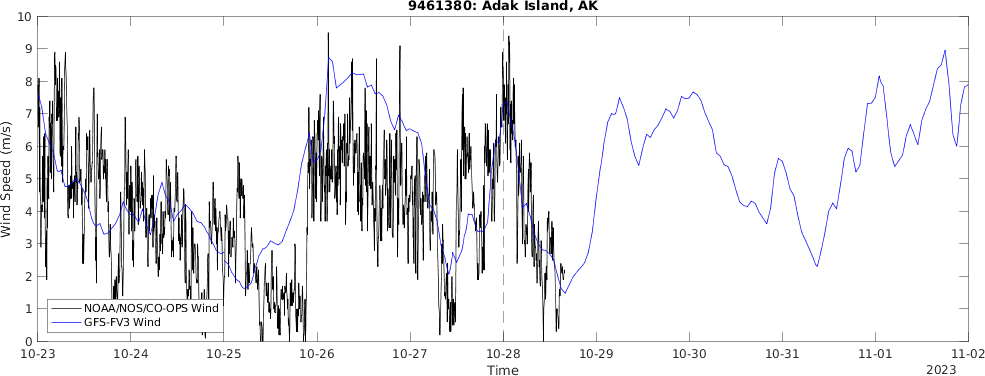 9461380: Adak Island, AK
Wind Speed (m/s)
10
9
8
7
6
5
4
3
2
1
0
NOAA/NOS/CO-OPS Wind
GFS-FV3 Wind
10-23 10-24 10-25 10-26 10-27 10-28 10-29 10-30 10-31 11-01 11-02
Time
2023